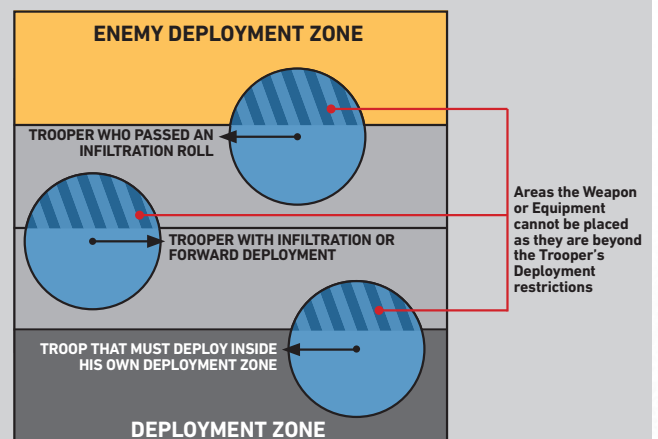 ENEMY DEPLOYMENT ZONE
TROOPER WHO PASSED AN
INFILTRATION ROLL
TROOPER WITH INFILTRATION OR
FORWARD DEPLOYMENT
Areas the Weapon
or Equipment
cannot be placed
as they are beyond
the Trooper's
Deployment
restrictions
TROOP THAT MUST DEPLOY INSIDE
HIS OWN DEPLOYMENT ZONE
DEPLOYMENT ZONE